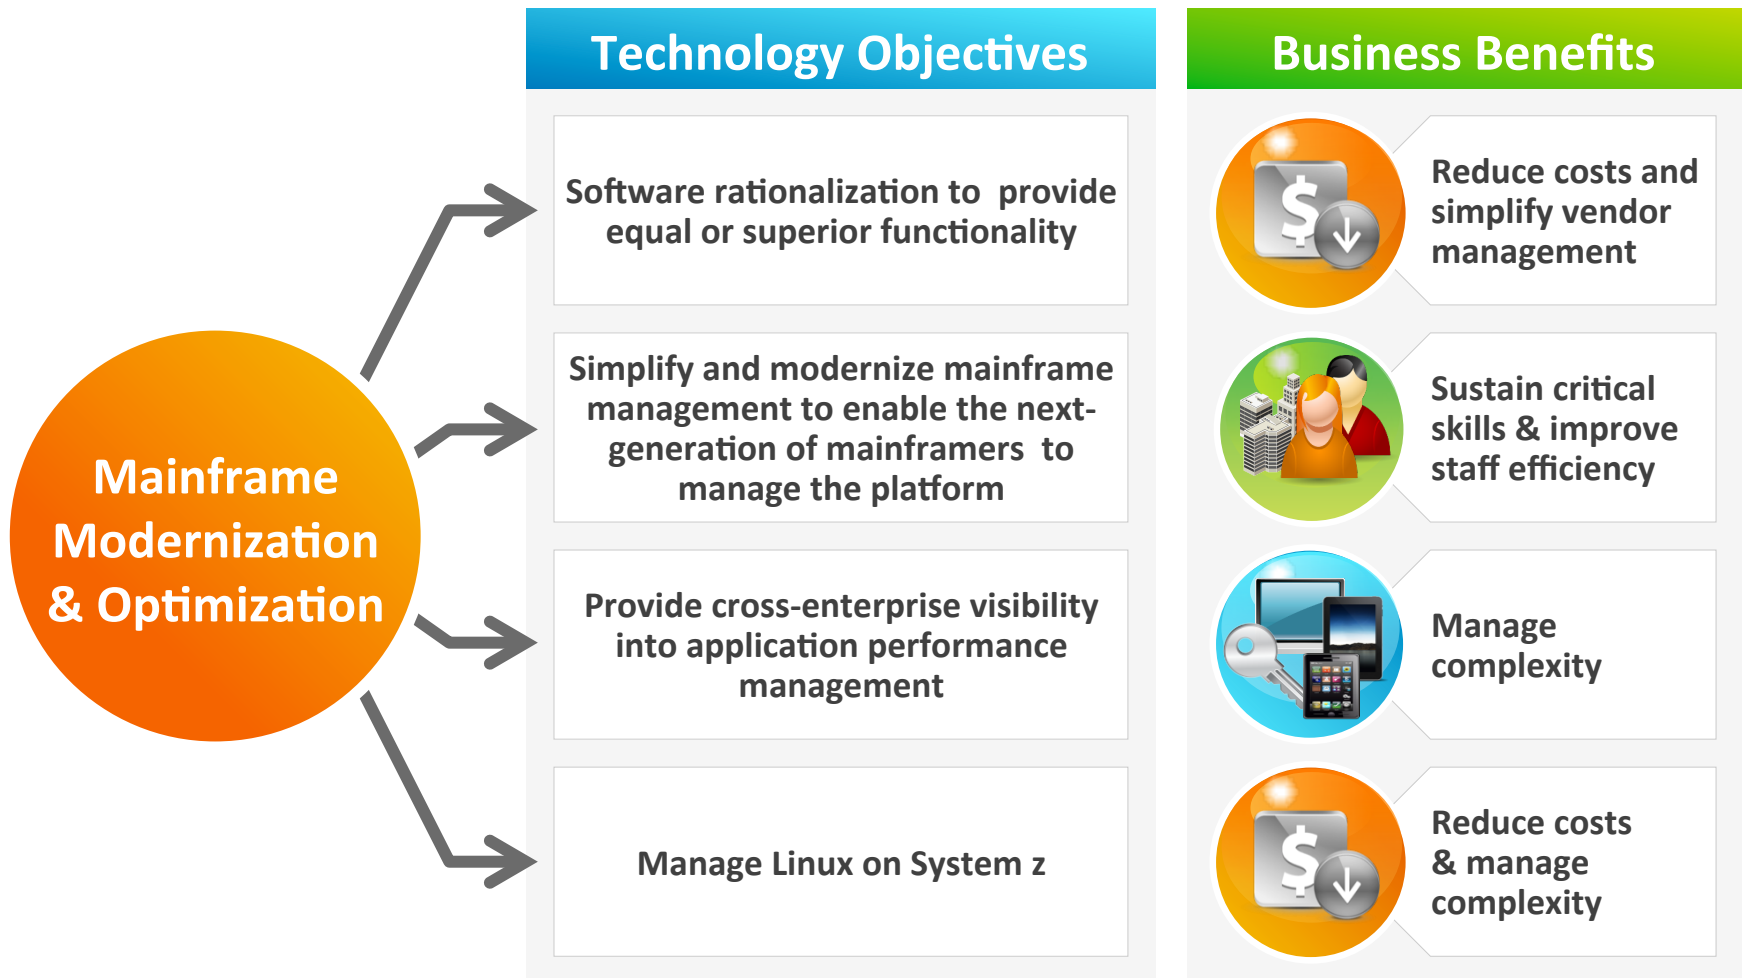 Technology Objectives
Business Benefits
Mainframe
Modernization
& Optimization
Software rationalization to  provide
equal or superior functionality
Reduce costs and
simplify vendor
management
Simplify and modernize mainframe
management to enable the next-
generation of mainframers  to
manage the platform
Sustain critical
skills & improve
staff efficiency
Provide cross-enterprise visibility
into application performance
management
Manage
complexity
Manage Linux on System z
Reduce costs
& manage
complexity
$
$